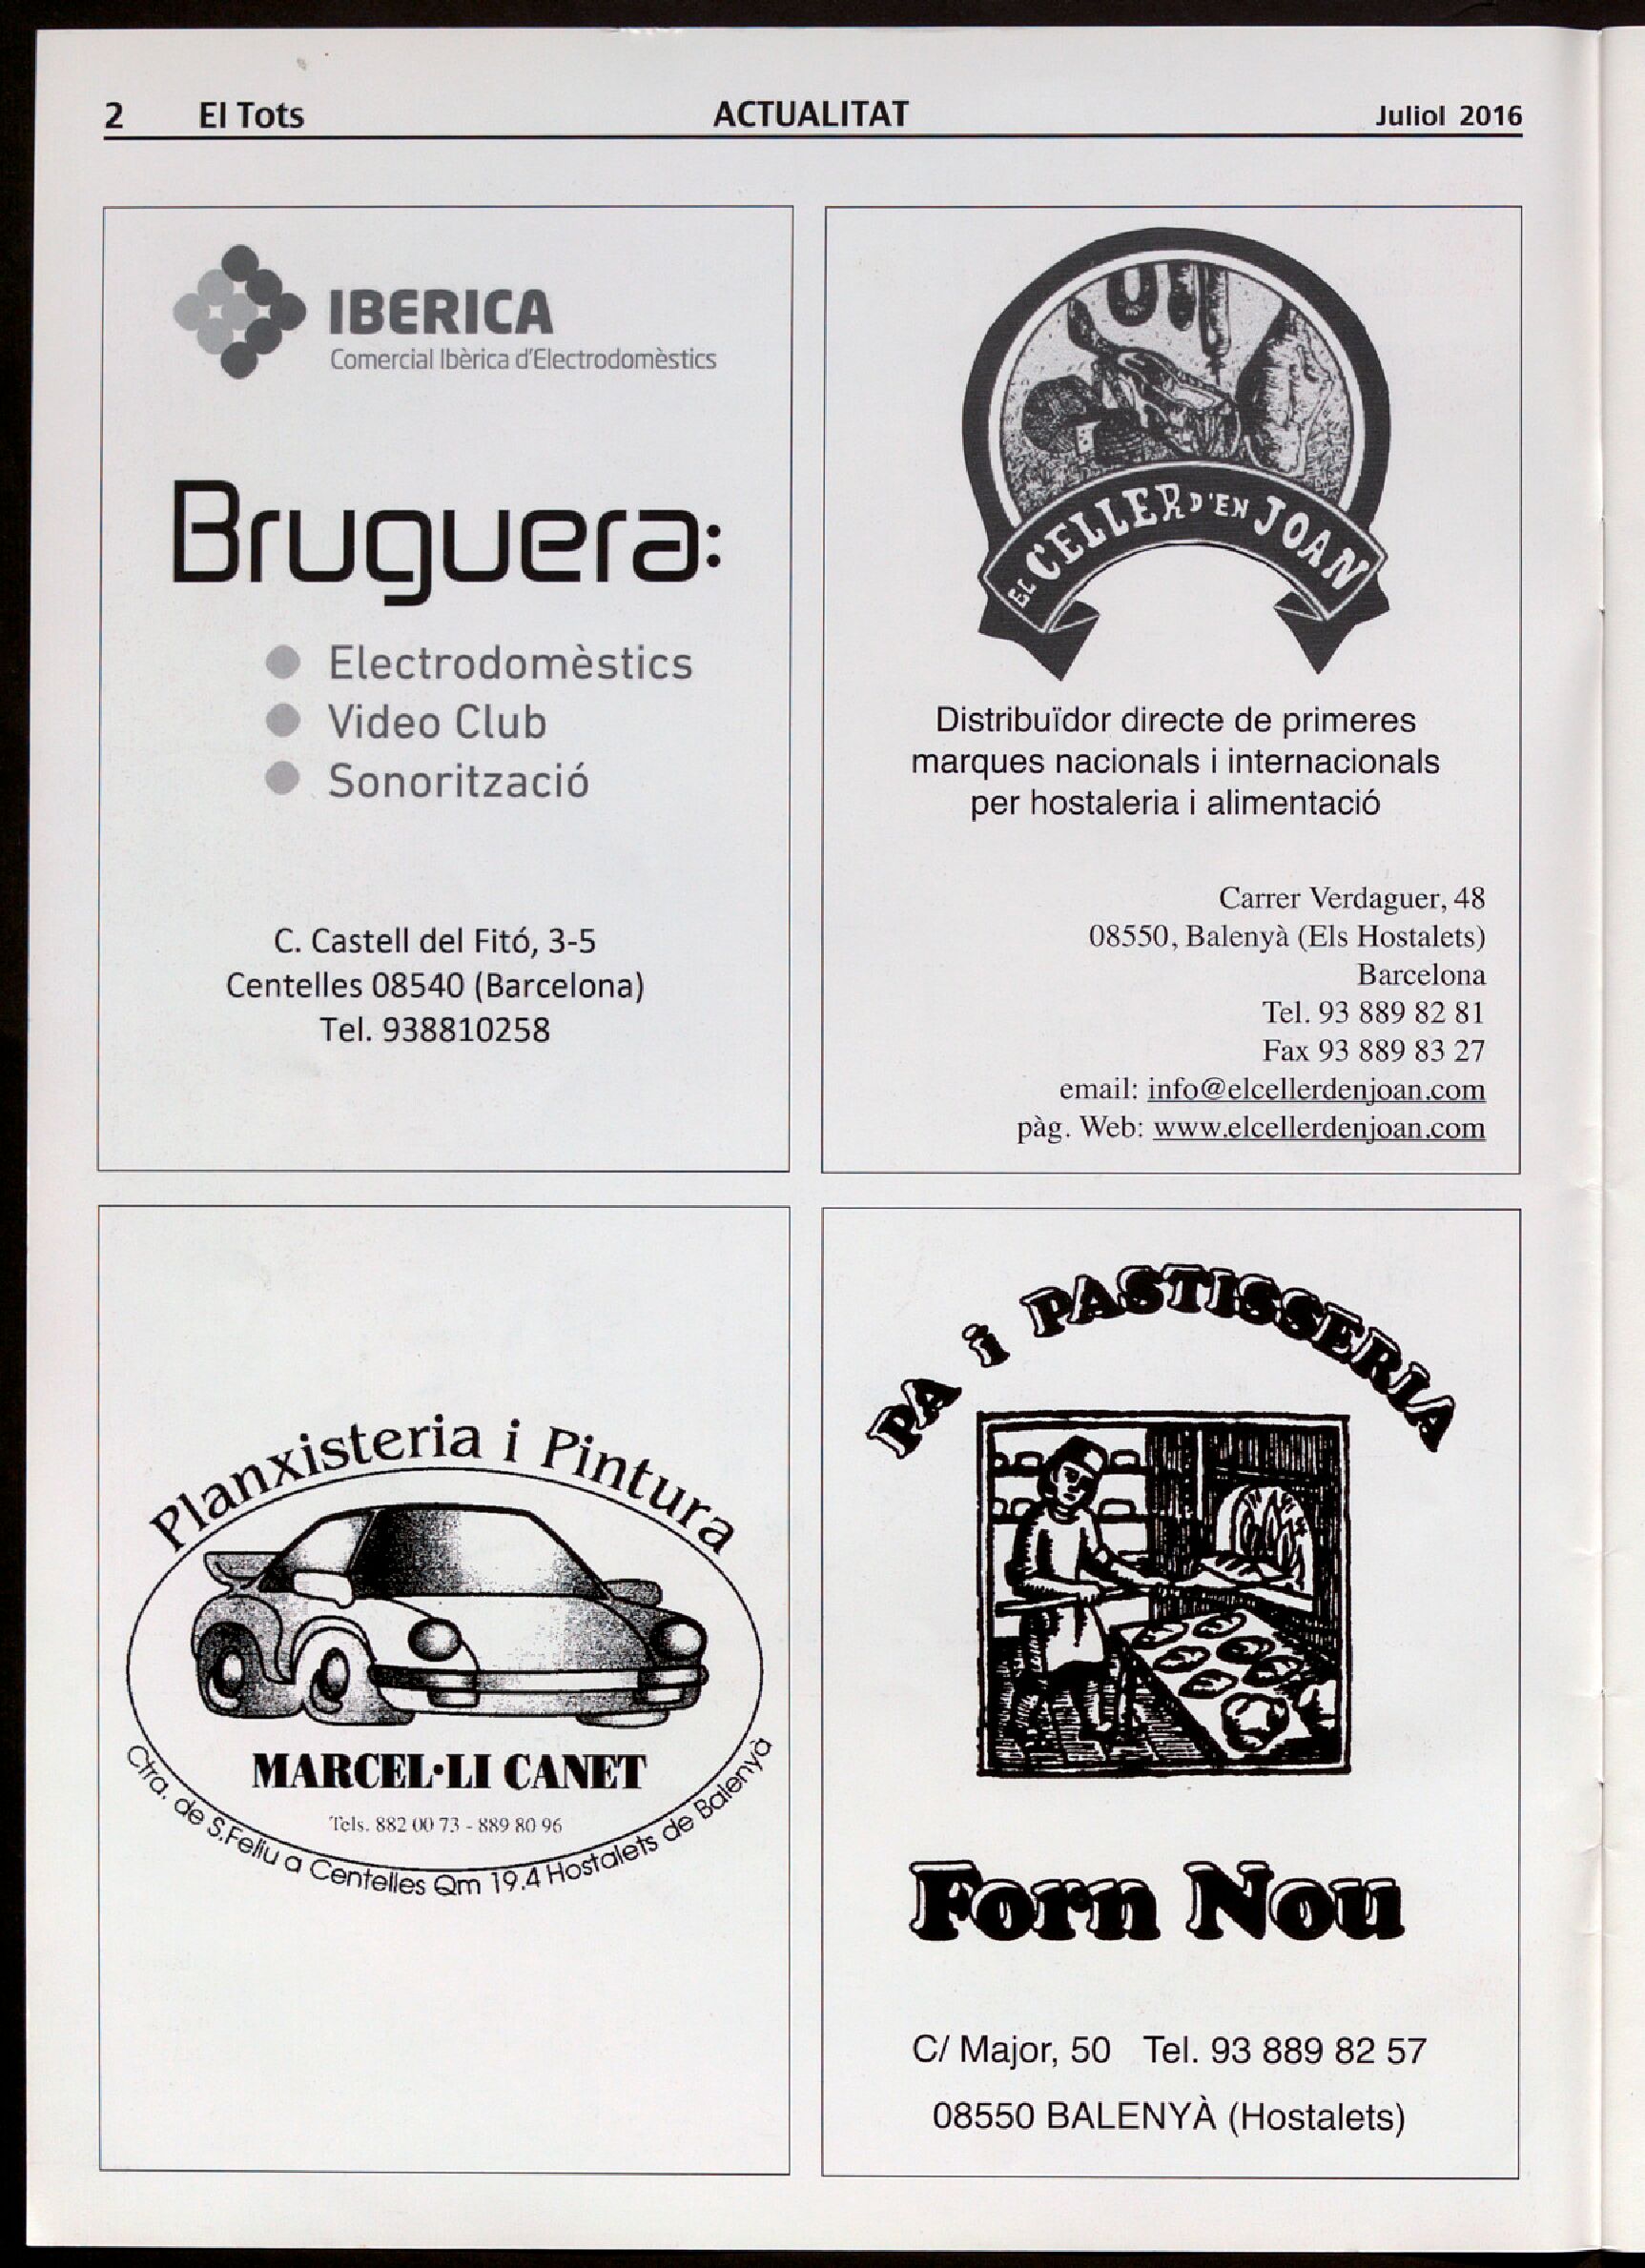 2 El Tots ACTUALITAT Juliol 2016
IBERICA
Comercial Ibèrica d'Electrodomèstics
Bruguera:
Electrodomèstics
Video Club
Sonorització
C. Castell del Fitó, 3-5
Centelles 08540 (Barcelona)
Tel. 938810258
EL CELLER D'EN JOAN
Distribuïdor directe de primeres
marques nacionals i internacionals
per hostaleria i alimentació
Carrer Verdaguer, 48
08550, Balenyà (Els Hostalets)
Barcelona
Tel. 93 889 82 81
Fax 93 889 83 27
email: info@elcellerdenjoan.com
pàg. Web: www.elcellerdenjoan.com
Planxisteria i Pintura
MARCEL·LI CANET
Tels. 882 00 73 - 889 80 96
Ctra. de S.Feliu a Centelles Qm 19.4 Hostalets de Balenyà
PA i PASTISSERIA
Forn Nou
C/ Major, 50 Tel. 93 889 82 57
08550 BALENYÀ (Hostalets)